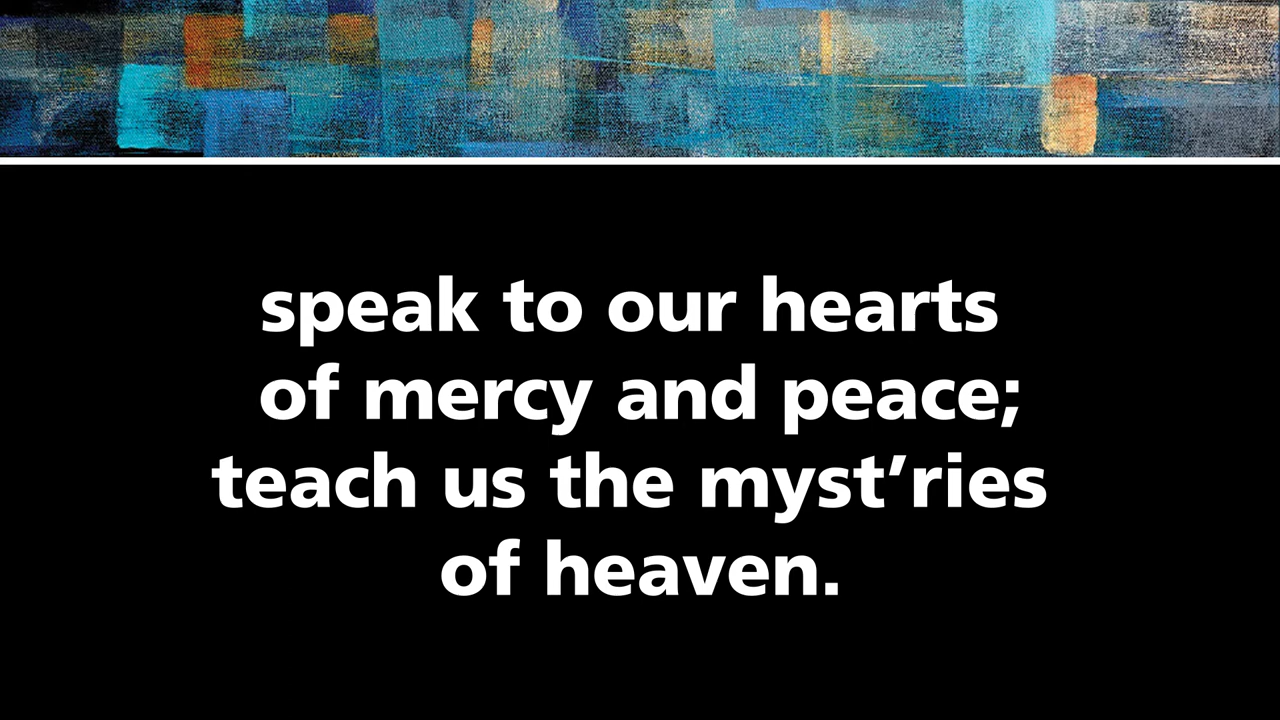 speak to our hearts
of mercy and peace;
teach us the myst’ries
of heaven.